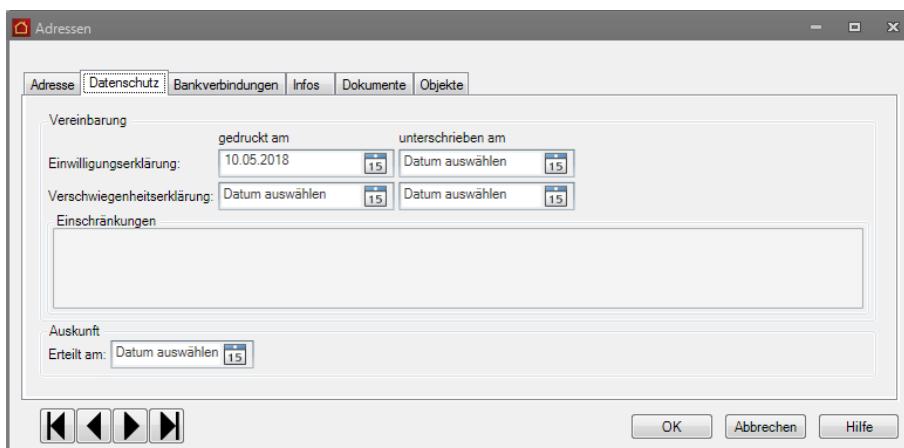 Adressen
Adresse Datenschutz Bankverbindungen Infos Dokumente Objekte
Vereinbarung
gedruckt am unterschrieben am
Einwilligungserklärung: 10.05.2018 15 Datum auswählen 15
Verschwiegenheitserklärung: Datum auswählen 15 Datum auswählen 15
Einschränkungen
Auskunft
Erteilt am: Datum auswählen 15
OK Abbrechen Hilfe